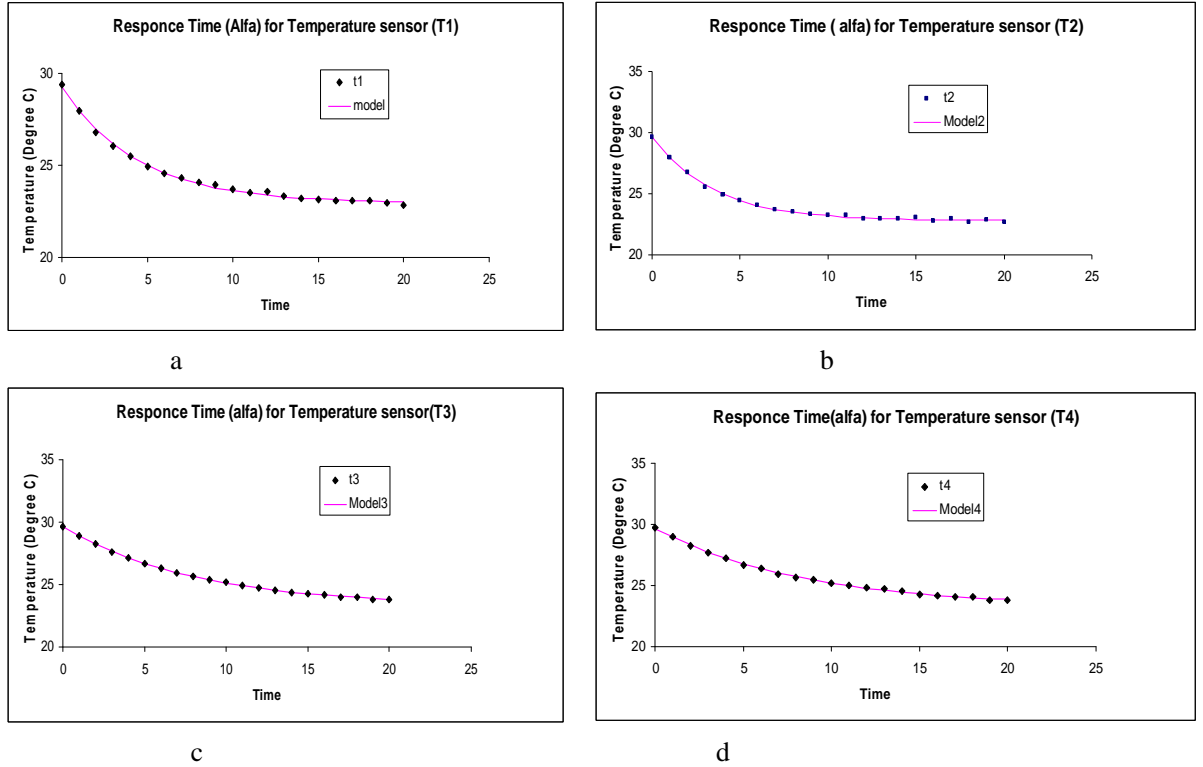 Responce Time (Alfa) for Temperature sensor (T1)
t1
model
Temperature (Degree C)
30
25
20
0 5 10 15 20 25
Time
a
Responce Time ( alfa) for Temperature sensor (T2)
t2
Model2
Temperature (Degree C)
35
30
25
20
0 5 10 15 20 25
Time
b
Responce Time (alfa) for Temperature sensor(T3)
t3
Model3
Temperature (Degree C)
35
30
25
20
0 5 10 15 20 25
Time
c
Responce Time(alfa) for Temperature sensor (T4)
t4
Model4
Temperature (Degree C)
35
30
25
20
0 5 10 15 20 25
Time
d